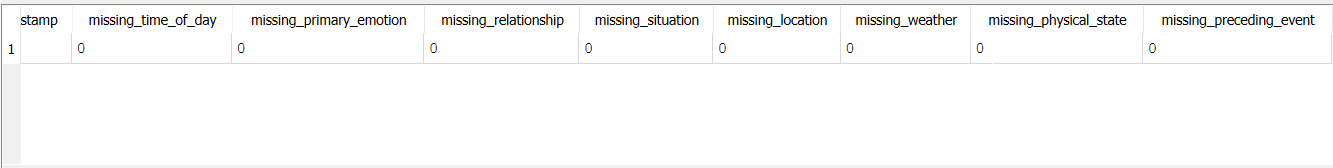 stamp missing_time_of_day missing_primary_emotion missing_relationship missing_situation missing_location missing_weather missing_physical_state missing_preceding_event
1 0 0 0 0 0 0 0 0